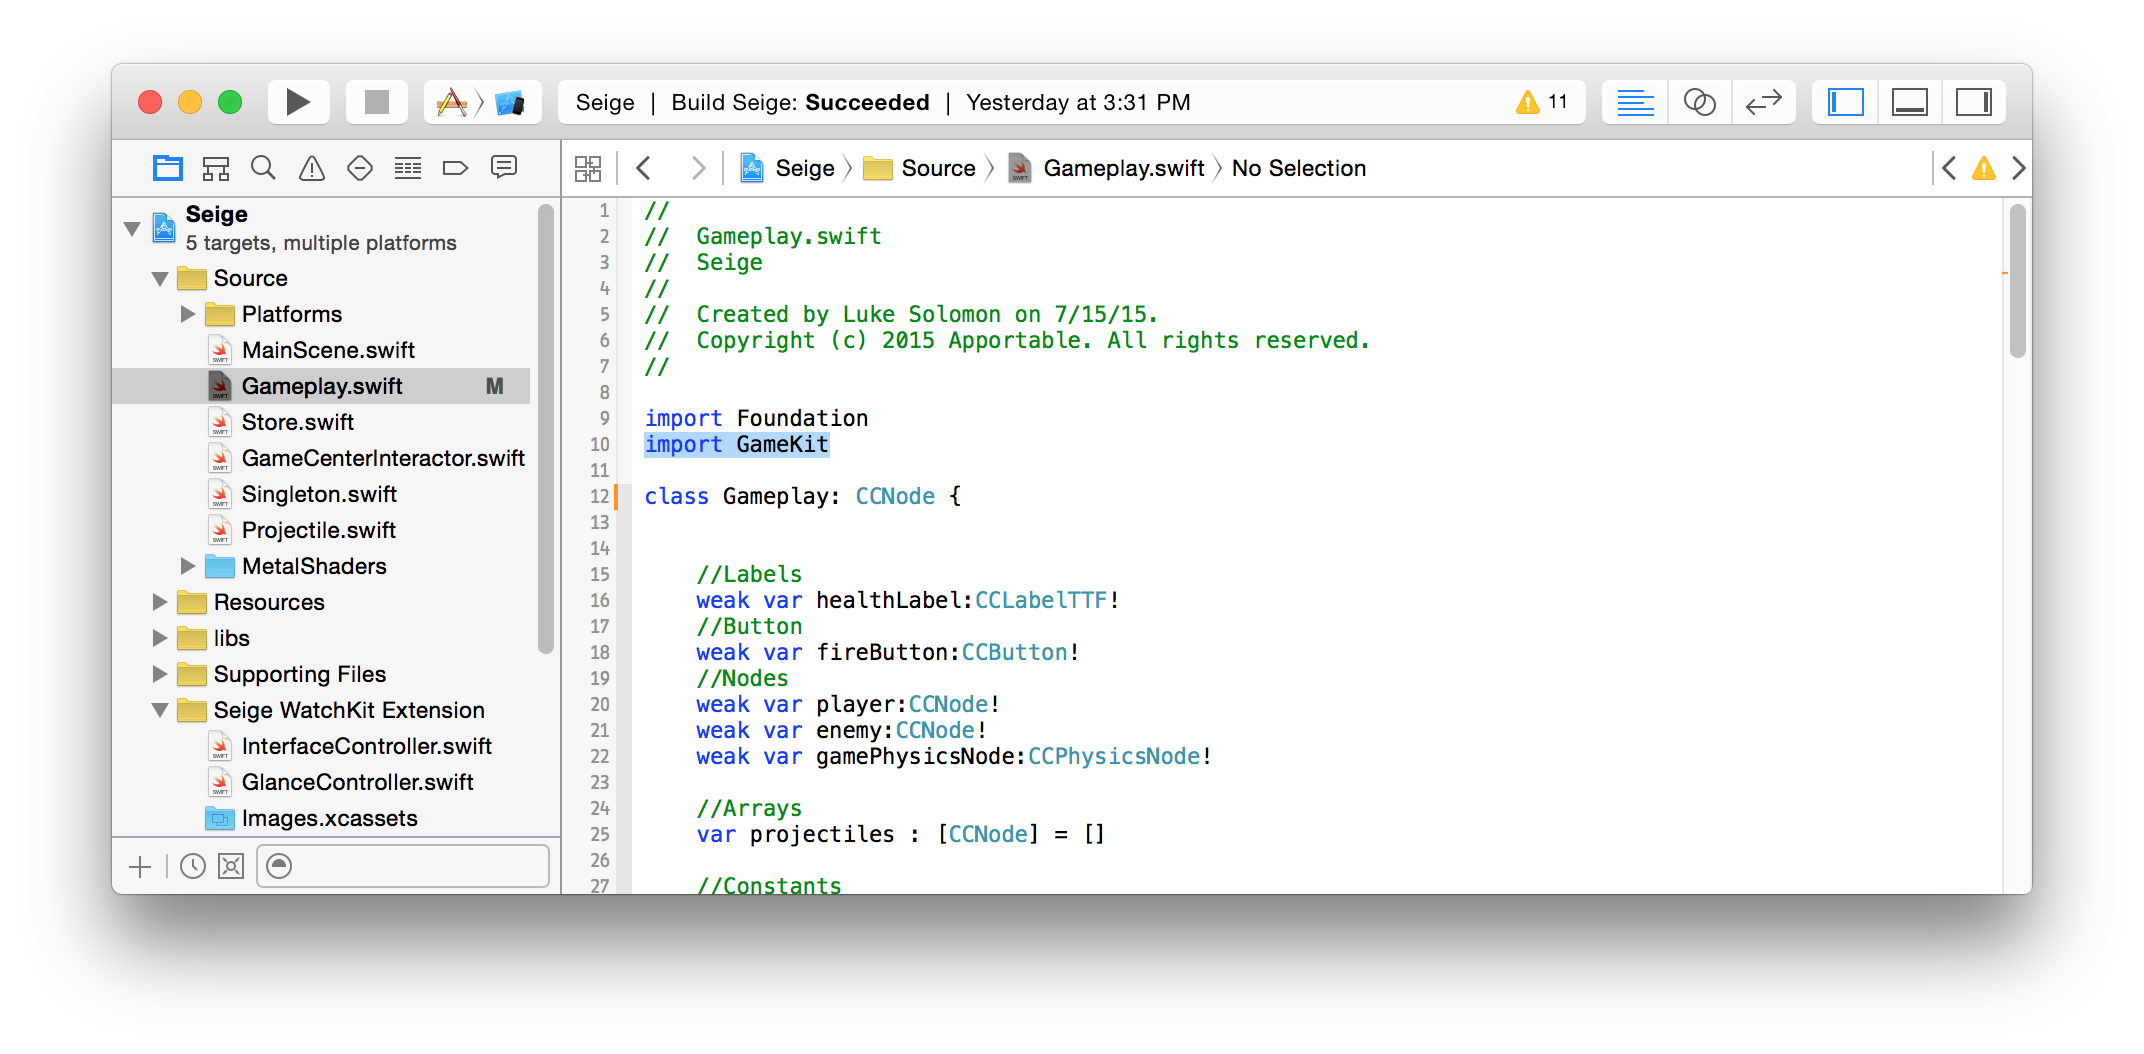 Seige | Build Seige: Succeeded | Yesterday at 3:31 PM 11
Seige
5 targets, multiple platforms
Source
Platforms
MainScene.swift
Gameplay.swift M
Store.swift
GameCenterInteractor.swift
Singleton.swift
Projectile.swift
MetalShaders
Resources
libs
Supporting Files
Seige WatchKit Extension
InterfaceController.swift
GlanceController.swift
Images.xcassets
Seige 〉 Source 〉 Gameplay.swift 〉 No Selection
1 //
2 //  Gameplay.swift
3 //  Seige
4 //
5 //  Created by Luke Solomon on 7/15/15.
6 //  Copyright (c) 2015 Apportable. All rights reserved.
7 //
8
9 import Foundation
10 import GameKit
11
12 class Gameplay: CCNode {
13
14
15     //Labels
16     weak var healthLabel:CCLabelTTF!
17     //Button
18     weak var fireButton:CCButton!
19     //Nodes
20     weak var player:CCNode!
21     weak var enemy:CCNode!
22     weak var gamePhysicsNode:CCPhysicsNode!
23
24     //Arrays
25     var projectiles : [CCNode] = []
26
27     //Constants